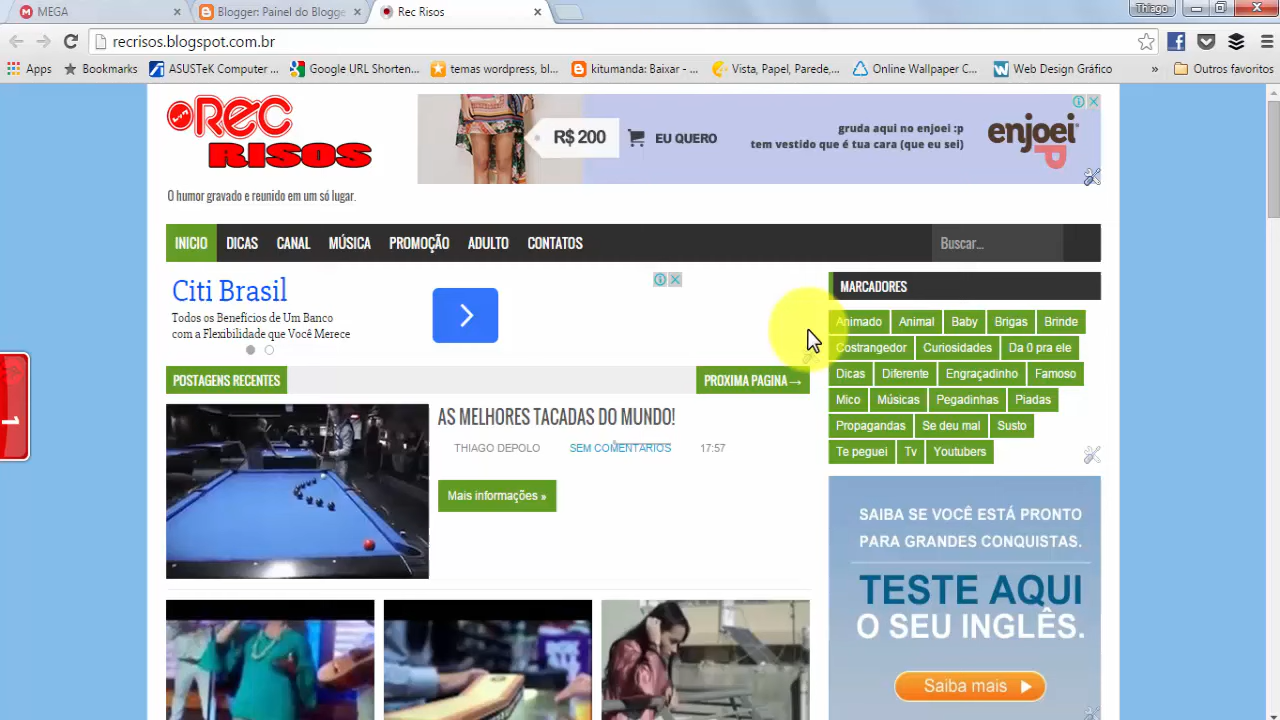 MEGA
Blogger: Painel do Blogge
Rec Risos
Thiago
recrisos.blogspot.com.br
Apps
Bookmarks
ASUSTeK Computer ...
Google URL Shorten...
temas wordpress, bl...
kitumanda: Baixar - ...
Vista, Papel, Parede,...
Online Wallpaper C...
Web Design Gráfico
»
Outros favoritos
Rec
RISOS
O humor gravado e reunido em um só lugar.
R$ 200
EU QUERO
gruda aqui no enjoei :p
tem vestido que é tua cara (que eu sei)
enjoei
INICIO DICAS CANAL MÚSICA PROMOÇÃO ADULTO CONTATOS
Buscar...
Citi Brasil
Todos os Benefícios de Um Banco
com a Flexibilidade que Você Merece
POSTAGENS RECENTES
PROXIMA PAGINA→
AS MELHORES TACADAS DO MUNDO!
THIAGO DEPOLO SEM COMENTARIOS 17:57
Mais informações »
1
MARCADORES
Animado Animal Baby Brigas Brinde
Costrangedor Curiosidades Da 0 pra ele
Dicas Diferente Engraçadinho Famoso
Mico Músicas Pegadinhas Piadas
Propagandas Se deu mal Susto
Te peguei Tv Youtubers
SAIBA SE VOCÊ ESTÁ PRONTO
PARA GRANDES CONQUISTAS.
TESTE AQUI
O SEU INGLÊS.
Saiba mais